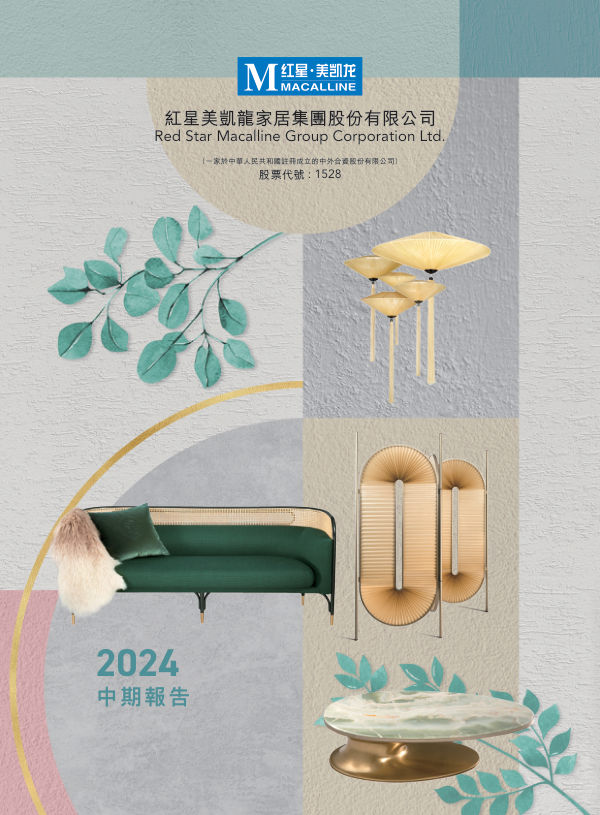 M 红星·美凯龙
MACALLINE
紅星美凱龍家居集團股份有限公司
Red Star Macalline Group Corporation Ltd.
(一家於中華人民共和國註冊成立的中外合資股份有限公司)
股票代號：1528
2024
中期報告